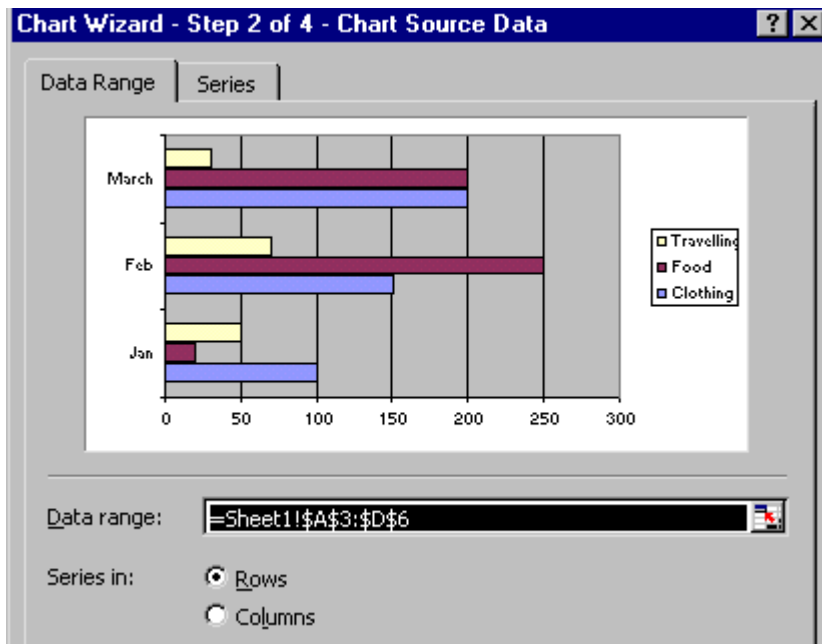 Chart Wizard - Step 2 of 4 - Chart Source Data
Data Range
Series
March
Feb
Jan
0 50 100 150 200 250 300
Travelling
Food
Clothing
Data range:
=Sheet1!$A$3:$D$6
Series in:
Rows
Columns